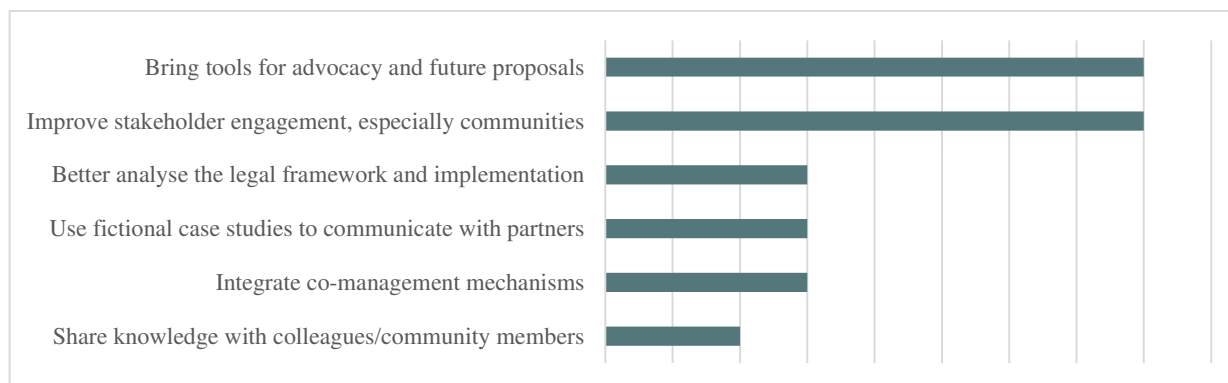 Bring tools for advocacy and future proposals
Improve stakeholder engagement, especially communities
Better analyse the legal framework and implementation
Use fictional case studies to communicate with partners
Integrate co-management mechanisms
Share knowledge with colleagues/community members